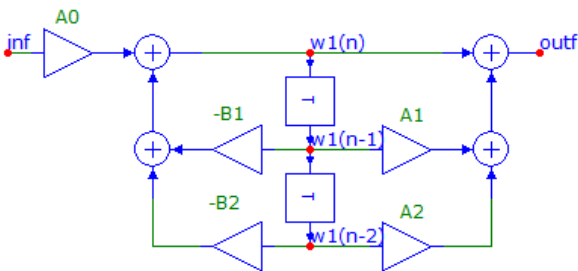 A0
inf
w1(n)
outf
T
-B1
w1(n-1)
A1
T
-B2
w1(n-2)
A2